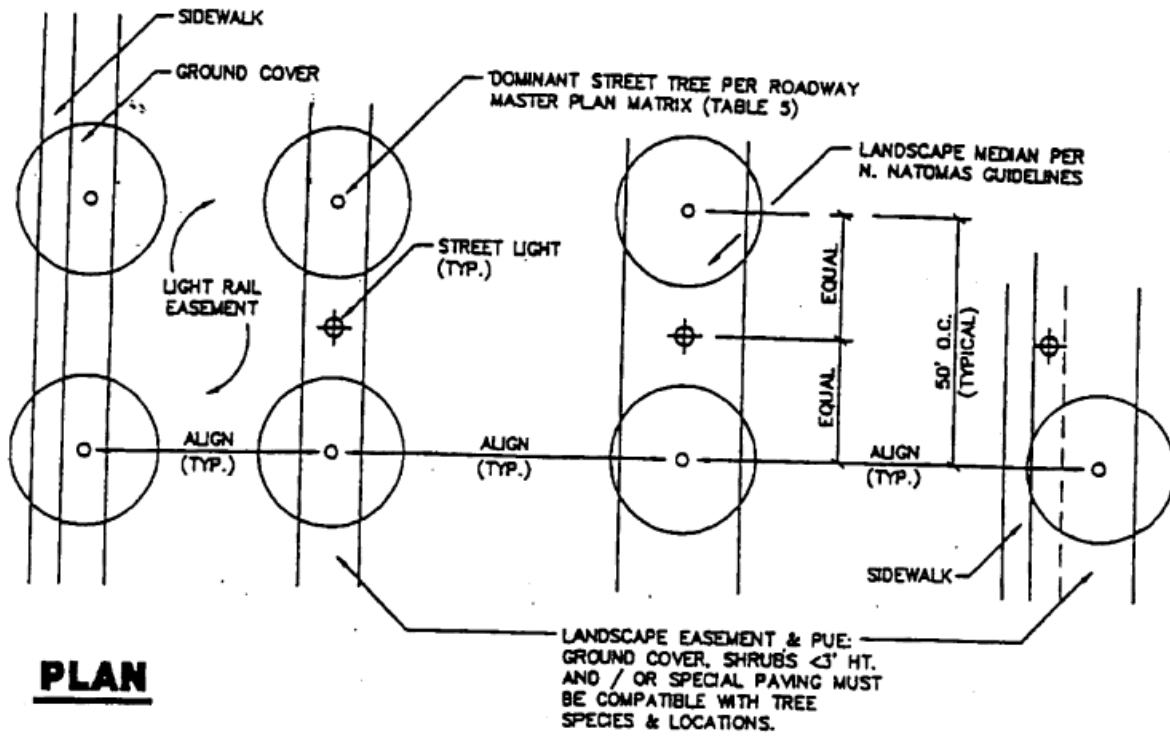 SIDEWALK
GROUND COVER
DOMINANT STREET TREE PER ROADWAY
MASTER PLAN MATRIX (TABLE 5)
LANDSCAPE MEDIAN PER
N. NATOMAS GUIDELINES
STREET LIGHT
(TYP.)
LIGHT RAIL
EASEMENT
EQUAL
EQUAL
50' O.C.
(TYPICAL)
ALIGN
(TYP.)
ALIGN
(TYP.)
ALIGN
(TYP.)
SIDEWALK
LANDSCAPE EASEMENT & PUE:
GROUND COVER, SHRUBS <3' HT.
AND / OR SPECIAL PAVING MUST
BE COMPATIBLE WITH TREE
SPECIES & LOCATIONS.
PLAN